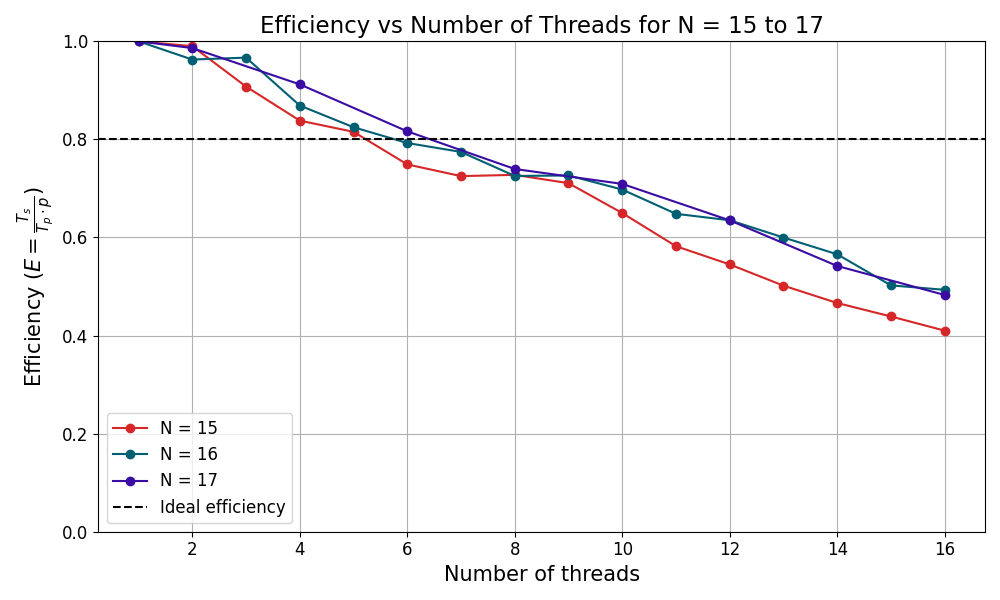 Efficiency vs Number of Threads for N = 15 to 17
Efficiency (E = T_s / (T_p · p))
1.0
0.8
0.6
0.4
0.2
0.0
N = 15
N = 16
N = 17
Ideal efficiency
2 4 6 8 10 12 14 16
Number of threads